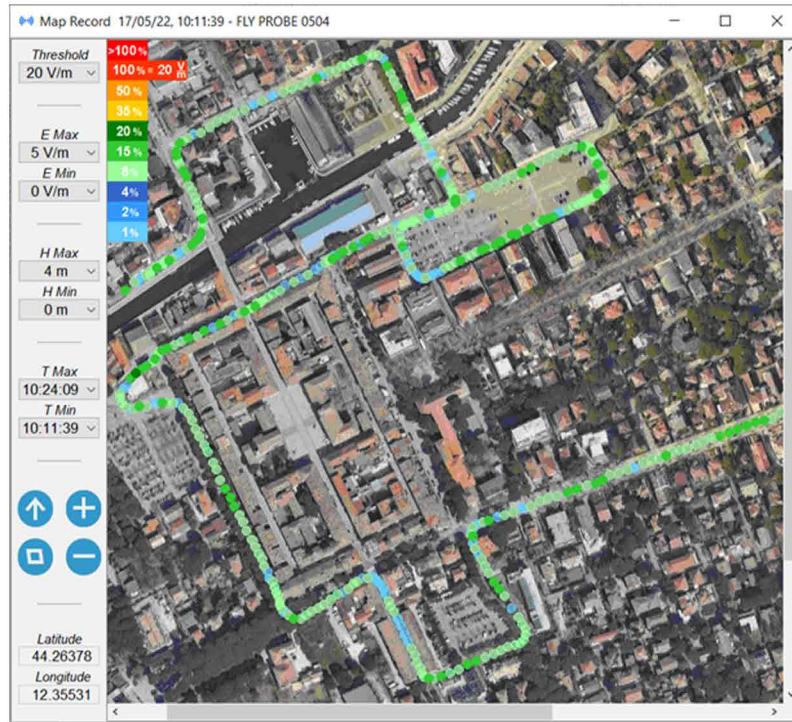 Map Record 17/05/22, 10:11:39 - FLY PROBE 0504
Threshold
20 V/m
E Max
5 V/m
E Min
0 V/m
H Max
4 m
H Min
0 m
T Max
10:24:09
T Min
10:11:39
Latitude
44.26378
Longitude
12.35531
>100%
100% = 20 V/m
50%
35%
20%
15%
8%
4%
2%
1%